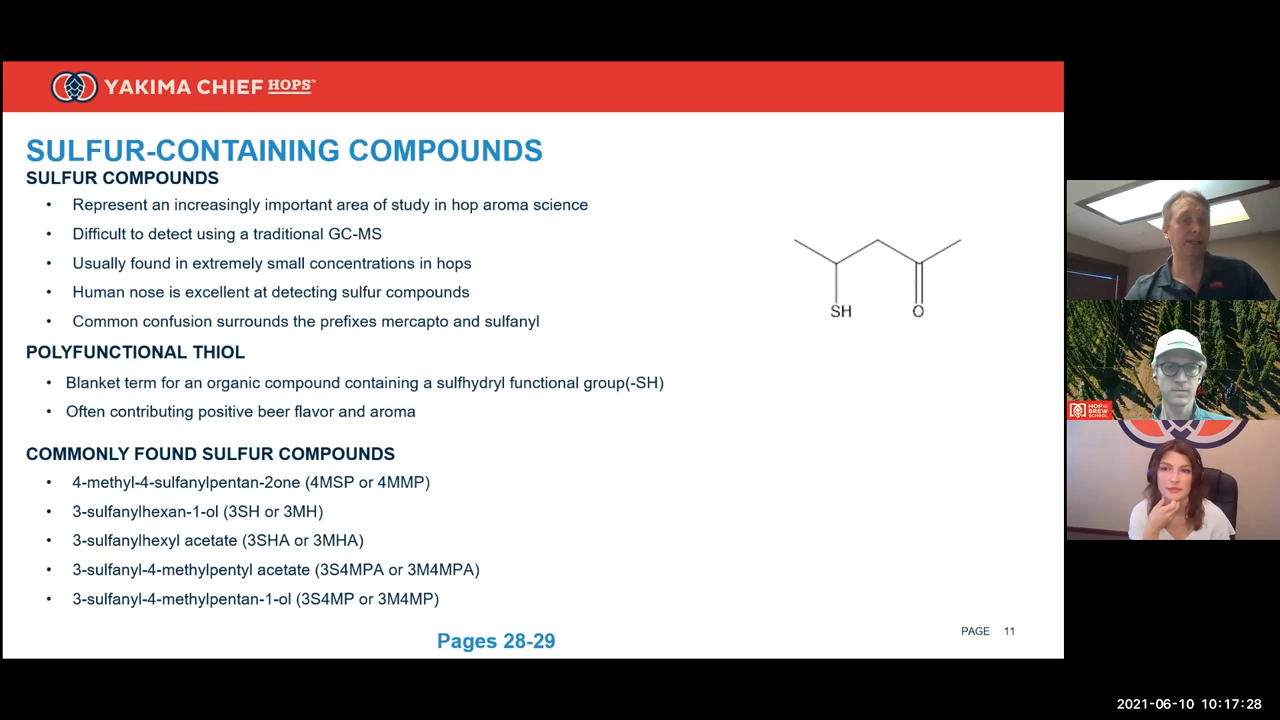 YAKIMA CHIEF HOPS™
SULFUR-CONTAINING COMPOUNDS
SULFUR COMPOUNDS
• Represent an increasingly important area of study in hop aroma science
• Difficult to detect using a traditional GC-MS
• Usually found in extremely small concentrations in hops
• Human nose is excellent at detecting sulfur compounds
• Common confusion surrounds the prefixes mercapto and sulfanyl
SH
O
POLYFUNCTIONAL THIOL
• Blanket term for an organic compound containing a sulfhydryl functional group(-SH)
• Often contributing positive beer flavor and aroma
COMMONLY FOUND SULFUR COMPOUNDS
• 4-methyl-4-sulfanylpentan-2one (4MSP or 4MMP)
• 3-sulfanylhexan-1-ol (3SH or 3MH)
• 3-sulfanylhexyl acetate (3SHA or 3MHA)
• 3-sulfanyl-4-methylpentyl acetate (3S4MPA or 3M4MPA)
• 3-sulfanyl-4-methylpentan-1-ol (3S4MP or 3M4MP)
Pages 28-29
PAGE 11
HOP AND
BREW
SCHOOL
2021-06-10 10:17:28